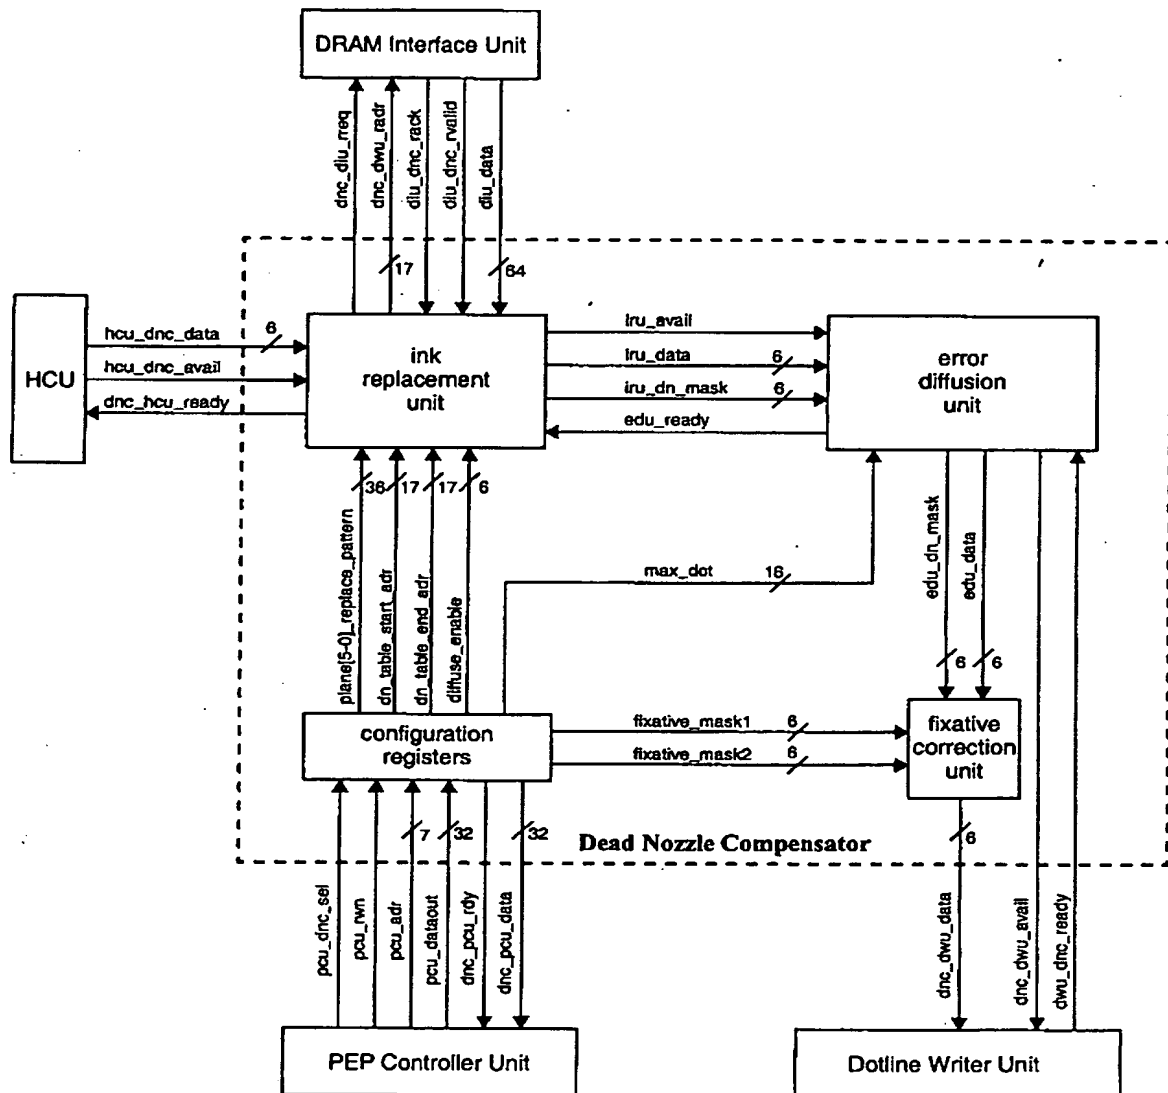 DRAM Interface Unit
dnc_diu_rreq
dnc_dwu_radr
diu_dnc_rack
diu_dnc_rvalid
diu_data
17
64
HCU
hcu_dnc_data
6
hcu_dnc_avail
dnc_hcu_ready
ink
replacement
unit
iru_avail
iru_data
6
iru_dn_mask
6
edu_ready
error
diffusion
unit
36
17
17
6
plane[5-0]_replace_pattern
dn_table_start_adr
dn_table_end_adr
diffuse_enable
max_dot
16
edu_dn_mask
edu_data
6
6
configuration
registers
fixative_mask1
6
fixative_mask2
6
fixative
correction
unit
7
32
32
6
Dead Nozzle Compensator
pcu_dnc_sel
pcu_rwn
pcu_adr
pcu_dataout
dnc_pcu_rdy
dnc_pcu_data
dnc_dwu_data
dnc_dwu_avail
dwu_dnc_ready
PEP Controller Unit
Dotline Writer Unit